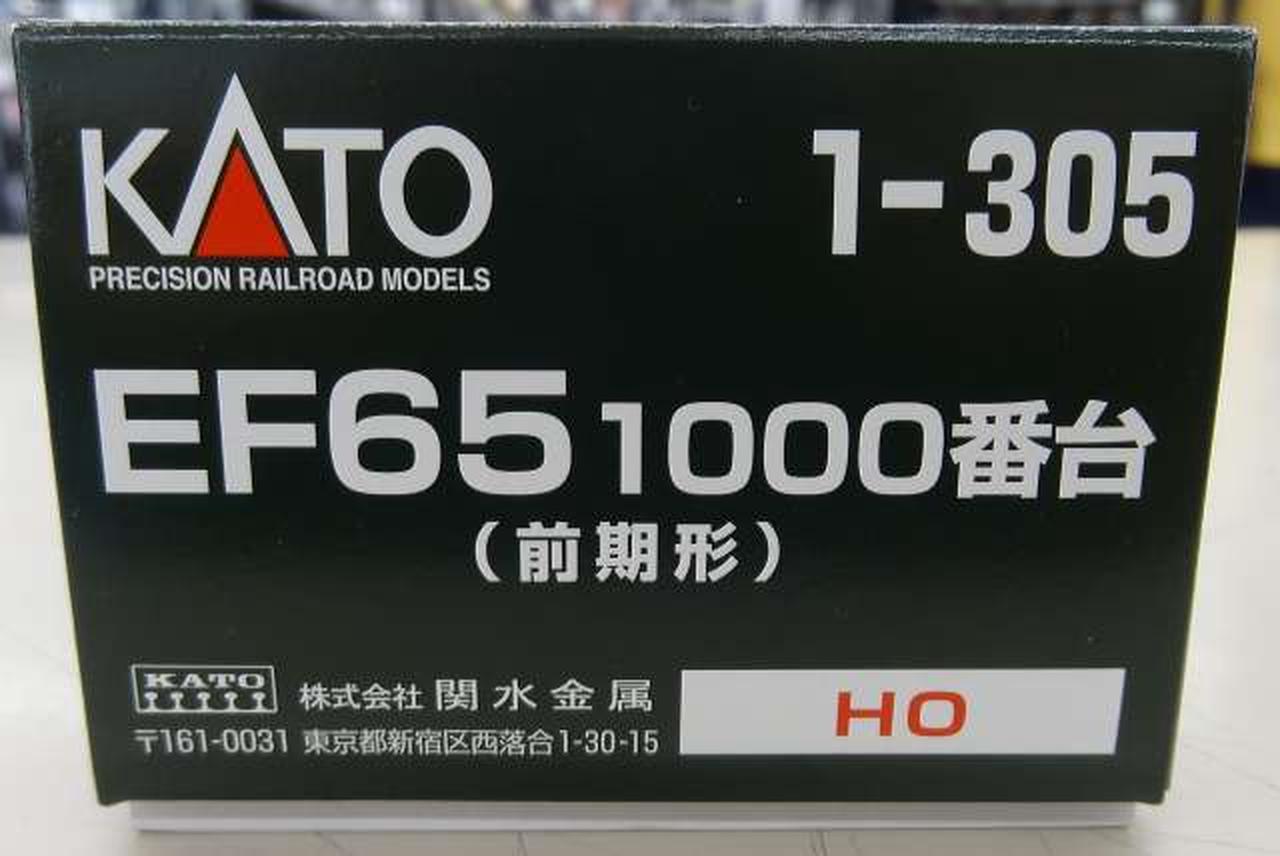 KATO 1-305
PRECISION RAILROAD MODELS
EF65 1000番台
（前期形）
KATO 株式会社 関水金属
〒161-0031 東京都新宿区西落合1-30-15
HO